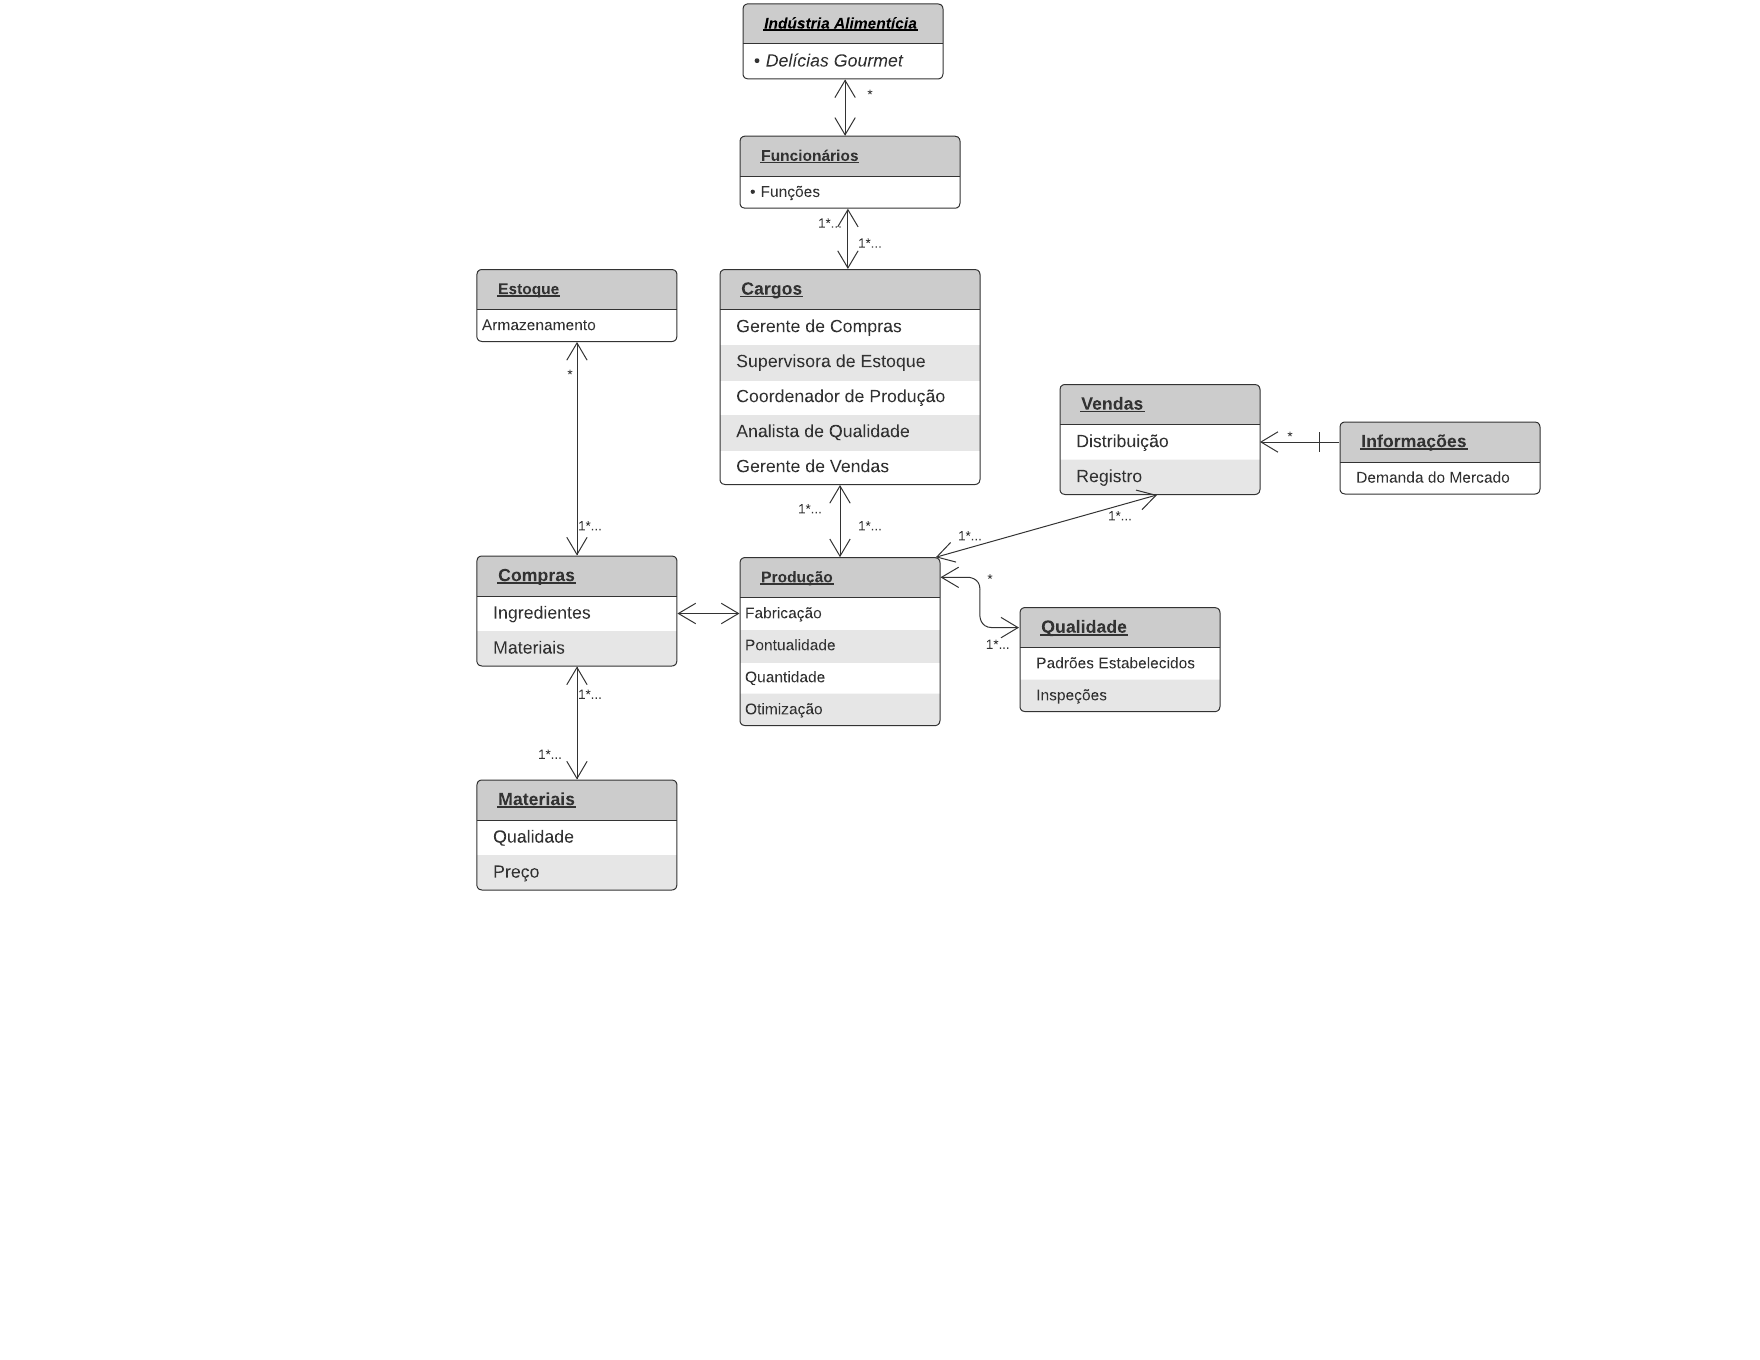 Indústria Alimentícia
• Delícias Gourmet
*
Funcionários
• Funções
1*...
1*...
Estoque
Armazenamento
*
1*...
Cargos
Gerente de Compras
Supervisora de Estoque
Coordenador de Produção
Analista de Qualidade
Gerente de Vendas
1*...
1*...
Vendas
Distribuição
Registro
*
Informações
Demanda do Mercado
1*...
1*...
Compras
Ingredientes
Materiais
Produção
Fabricação
Pontualidade
Quantidade
Otimização
*
1*...
Qualidade
Padrões Estabelecidos
Inspeções
1*...
1*...
Materiais
Qualidade
Preço